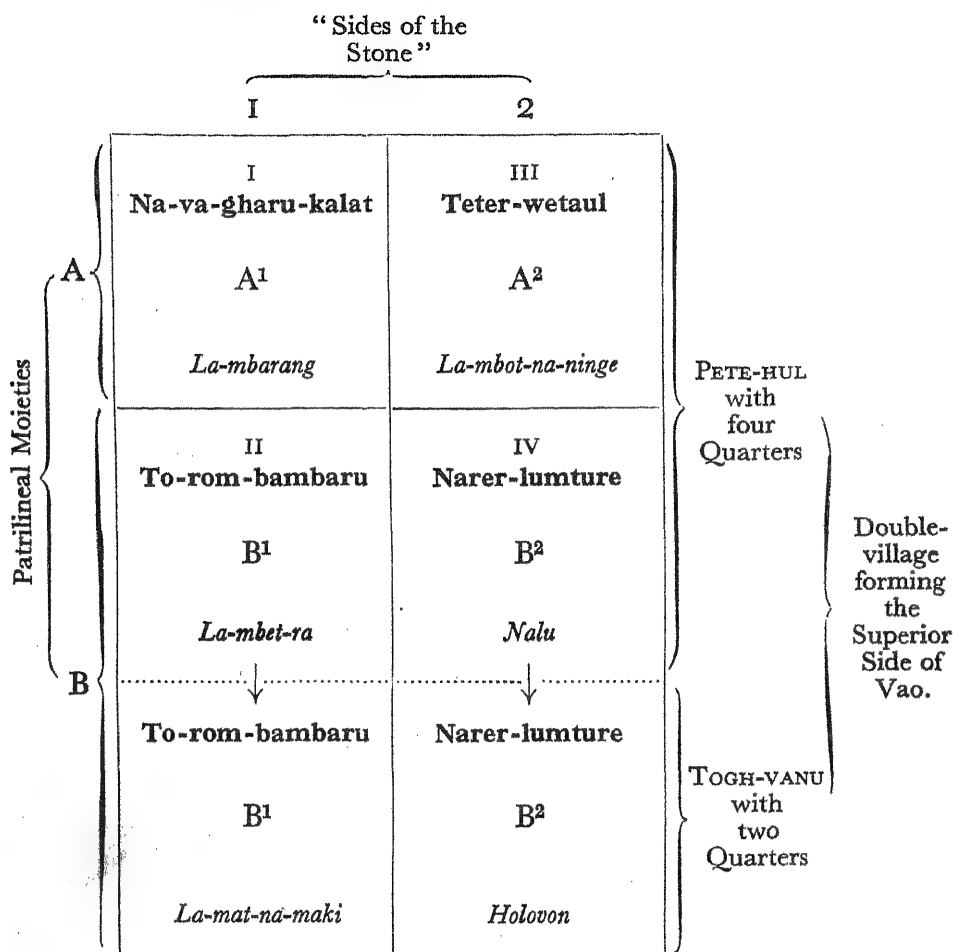 “Sides of the
Stone”
1
2
I
Na-va-gharu-kalat
A¹
La-mbarang
III
Teter-wetaul
A²
La-mbot-na-ninge
A
Patrilineal Moieties
B
II
To-rom-bambaru
B¹
La-mbet-ra
IV
Narer-lumture
B²
Nalu
To-rom-bambaru
B¹
La-mat-na-maki
Narer-lumture
B²
Holovon
PETE-HUL
with
four
Quarters
TOGH-VANU
with
two
Quarters
Double-
village
forming
the
Superior
Side of
Vao.